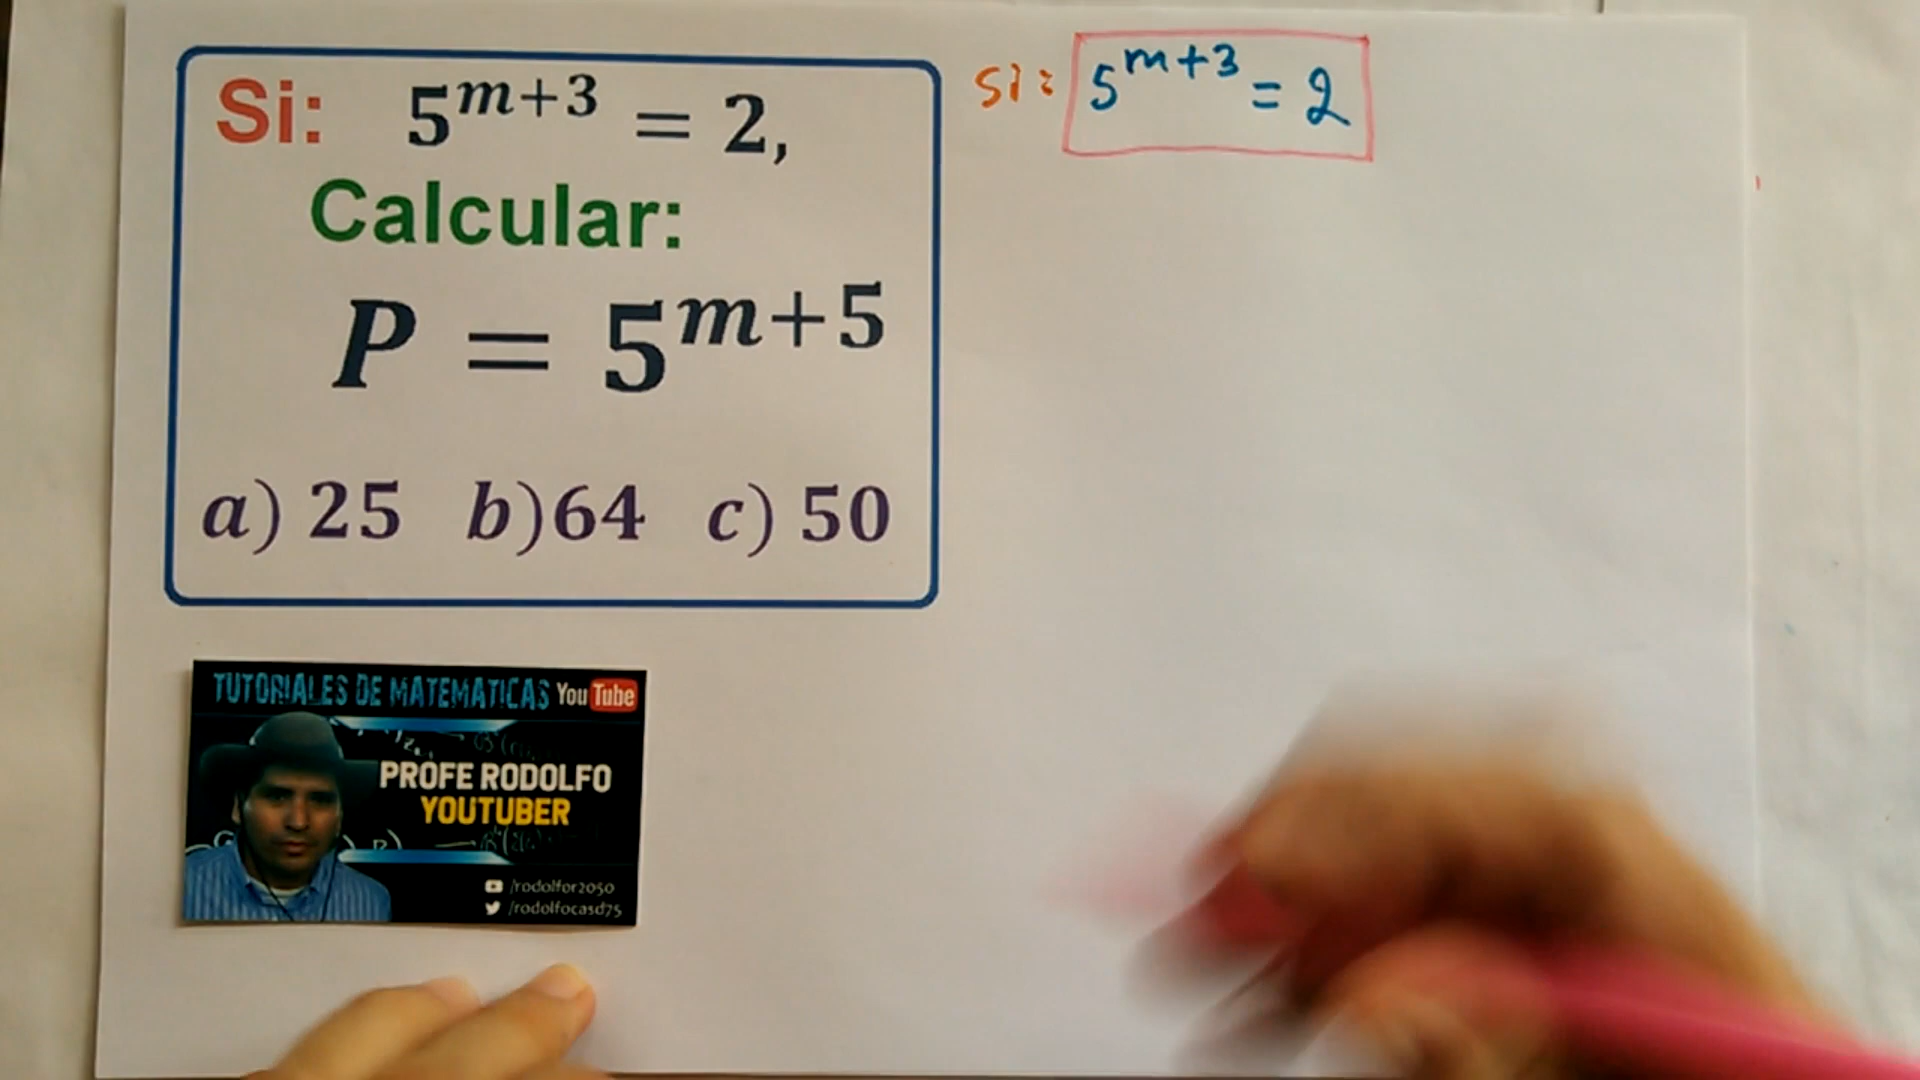 Si: 5^{m+3} = 2,
Calcular:
P = 5^{m+5}
a) 25 b)64 c) 50
si: 5^{m+3} = 2
TUTORIALES DE MATEMATICAS YouTube
PROFE RODOLFO
YOUTUBER
/rodolfor2050
/rodolfocasd75